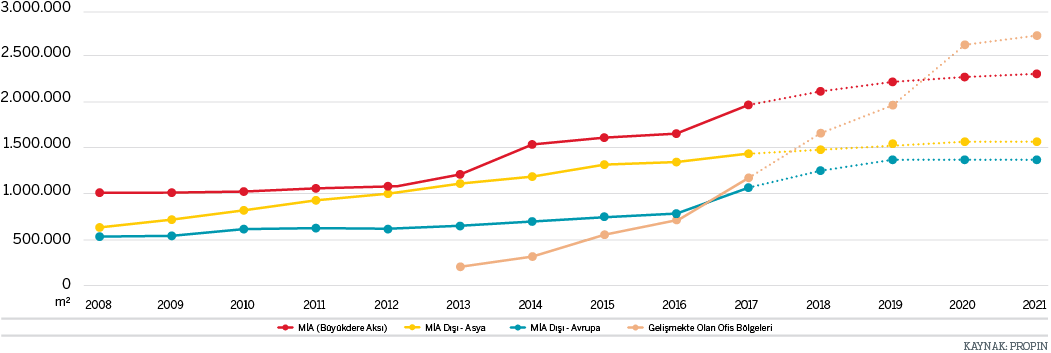 3.000.000
2.500.000
2.000.000
1.500.000
1.000.000
500.000
0
m²
2008 2009 2010 2011 2012 2013 2014 2015 2016 2017 2018 2019 2020 2021
MİA (Büyükdere Aksı) MİA Dışı - Asya MİA Dışı - Avrupa Gelişmekte Olan Ofis Bölgeleri
KAYNAK: PROPIN